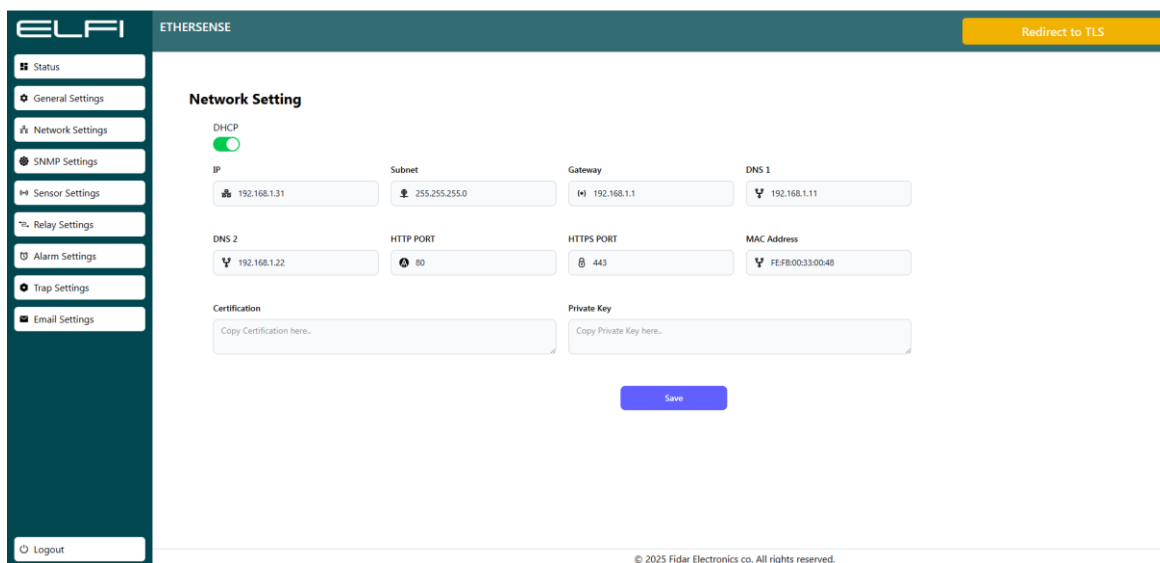 ELFI
ETHERSENSE
Redirect to TLS
Status
General Settings
Network Settings
SNMP Settings
Sensor Settings
Relay Settings
Alarm Settings
Trap Settings
Email Settings
Logout
Network Setting
DHCP
IP Subnet Gateway DNS 1
192.168.1.31 255.255.255.0 192.168.1.1 192.168.1.11
DNS 2 HTTP PORT HTTPS PORT MAC Address
192.168.1.22 80 443 FE:FB:00:33:00:48
Certification Private Key
Copy Certification here.. Copy Private Key here..
Save
© 2025 Fidar Electronics co. All rights reserved.